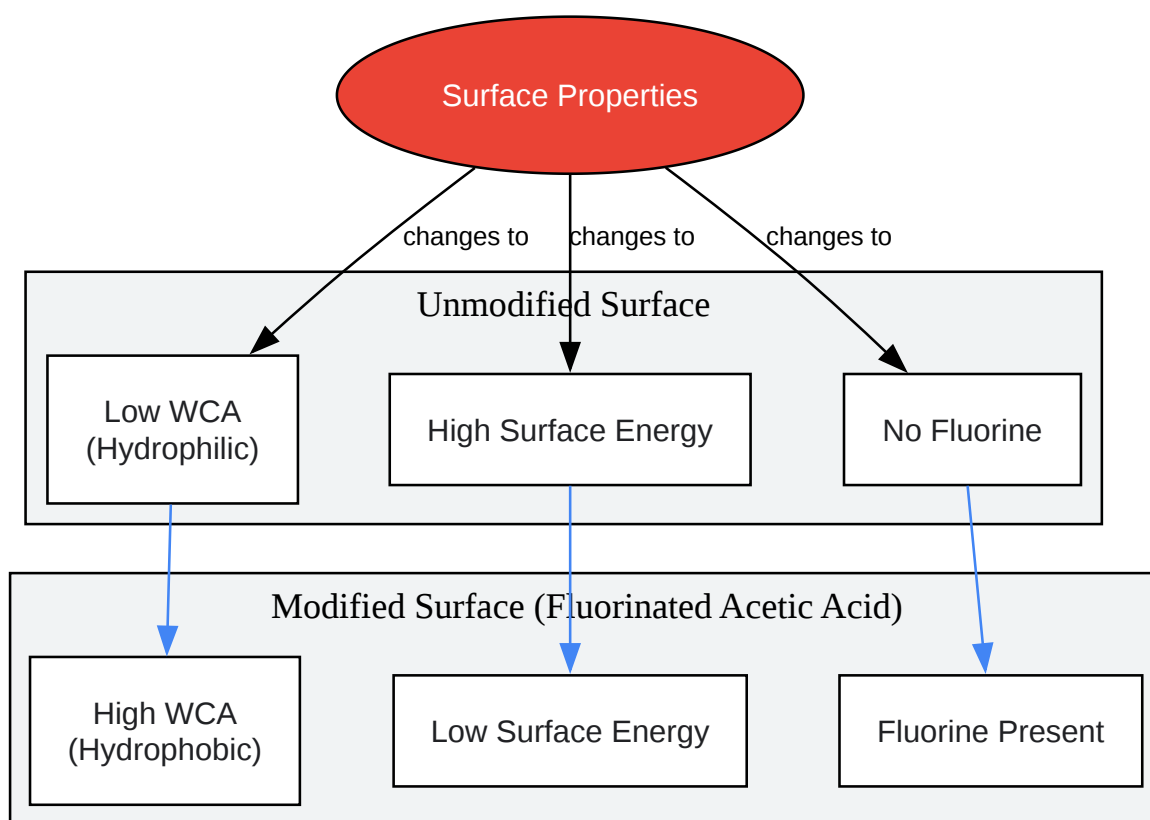 Surface Properties
changes to
changes to
changes to
Unmodified Surface
Low WCA
(Hydrophilic)
High Surface Energy
No Fluorine
Modified Surface (Fluorinated Acetic Acid)
High WCA
(Hydrophobic)
Low Surface Energy
Fluorine Present